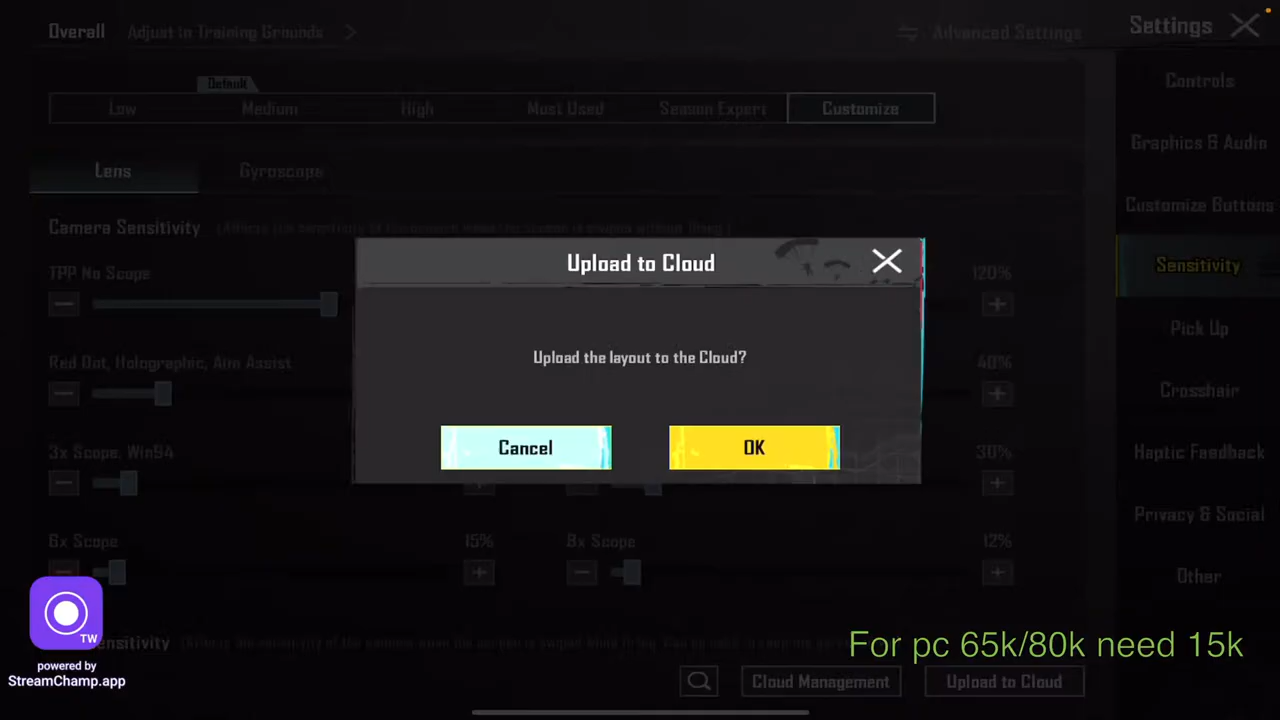 Overall Adjust in Training Grounds Advanced Settings Settings
Default
Low Medium High Most Used Season Expert Customize
Lens Gyroscope
Camera Sensitivity
TPP No Scope 120%
Red Dot, Holographic, Aim Assist 40%
3x Scope, Win94 30%
6x Scope 15% 8x Scope 12%
Upload to Cloud
Upload the layout to the Cloud?
Cancel OK
Controls
Graphics & Audio
Customize Buttons
Sensitivity
Pick Up
Crosshair
Haptic Feedback
Privacy & Social
Other
TW
powered by
StreamChamp.app
For pc 65k/80k need 15k
Cloud Management Upload to Cloud